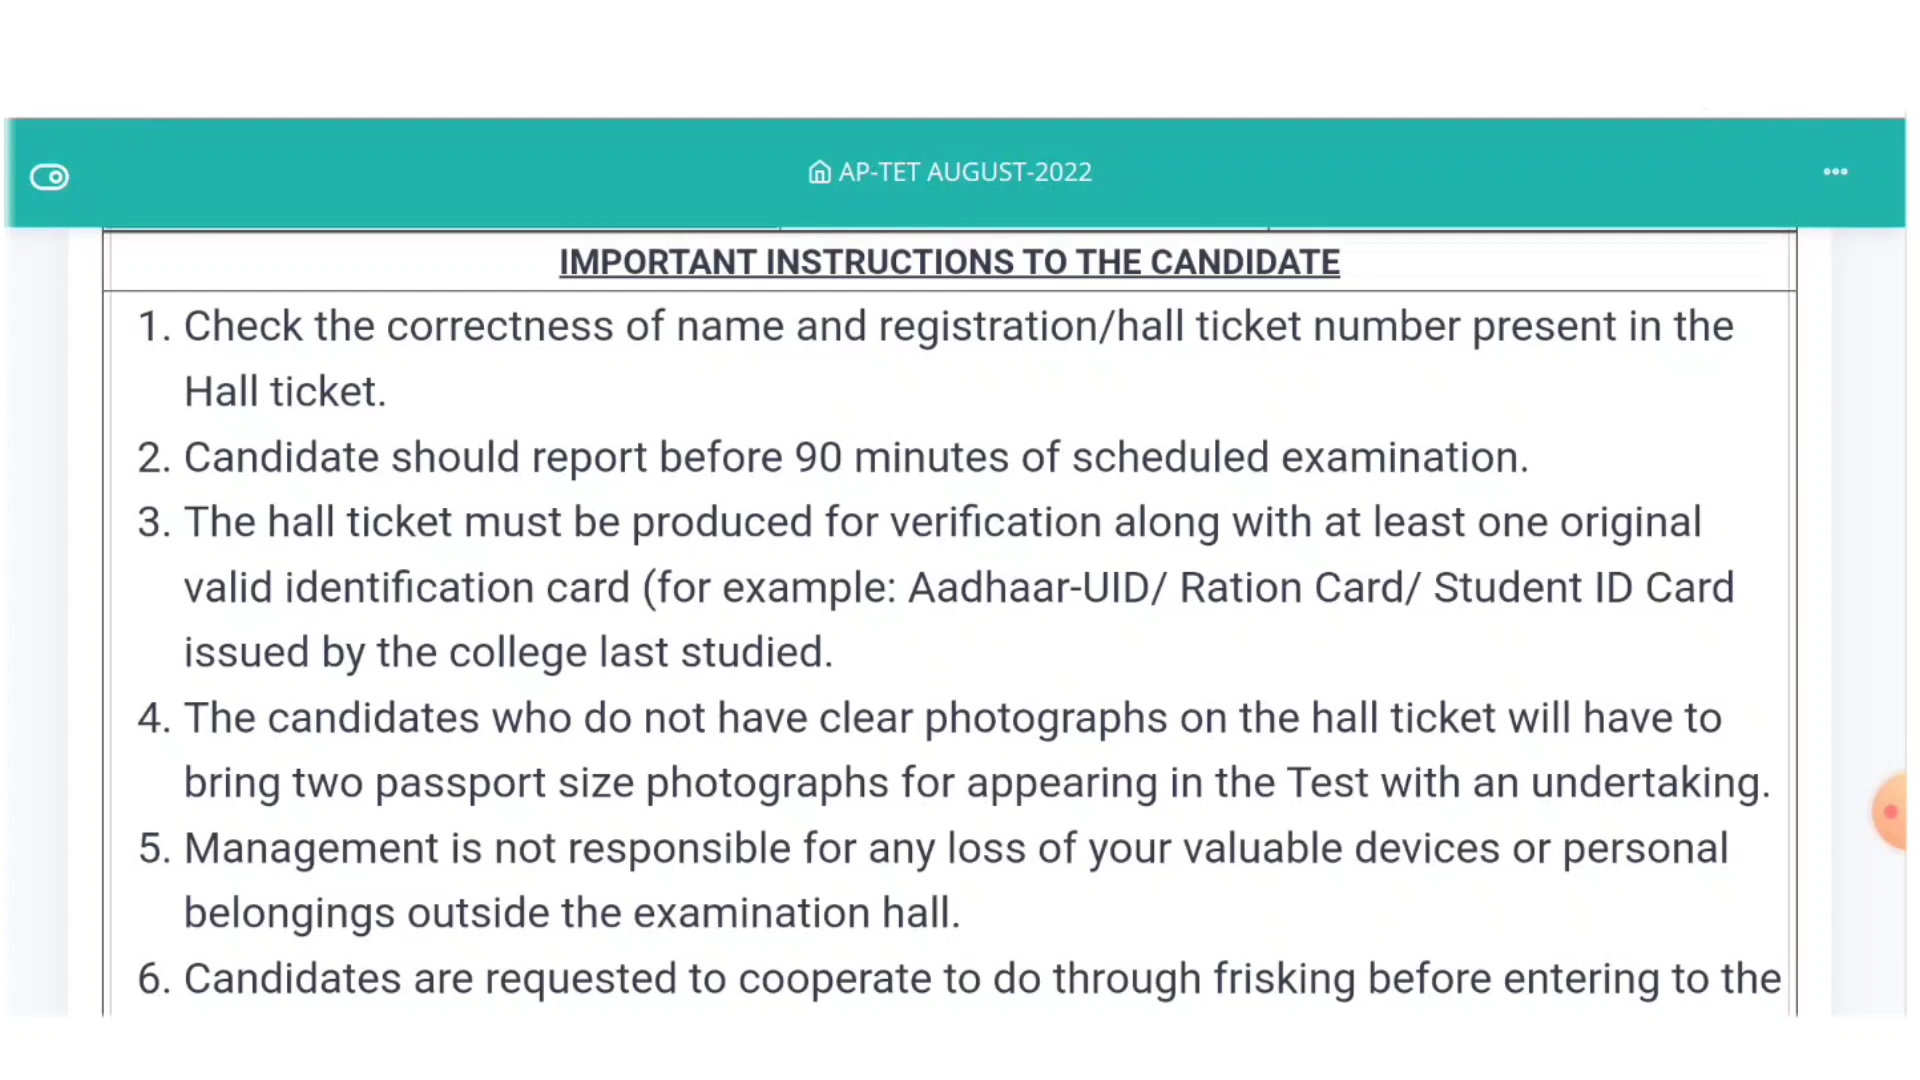 AP-TET AUGUST-2022
IMPORTANT INSTRUCTIONS TO THE CANDIDATE
1. Check the correctness of name and registration/hall ticket number present in the
Hall ticket.
2. Candidate should report before 90 minutes of scheduled examination.
3. The hall ticket must be produced for verification along with at least one original
valid identification card (for example: Aadhaar-UID/ Ration Card/ Student ID Card
issued by the college last studied.
4. The candidates who do not have clear photographs on the hall ticket will have to
bring two passport size photographs for appearing in the Test with an undertaking.
5. Management is not responsible for any loss of your valuable devices or personal
belongings outside the examination hall.
6. Candidates are requested to cooperate to do through frisking before entering to the